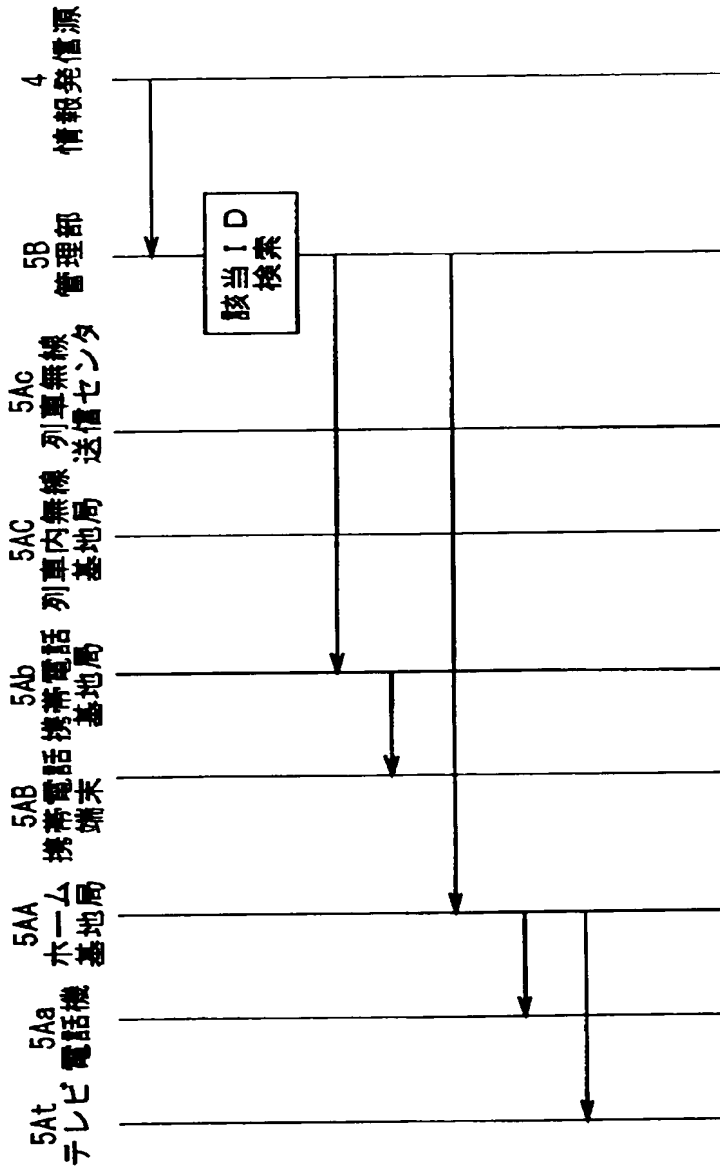 5At
テレビ
5Aa
電話機
5AA
ホーム
基地局
5AB
携帯電話
端末
5Ab
携帯電話
基地局
5AC
列車内無線
基地局
5Ac
列車無線
送信センタ
5B
管理部
4
情報発信源
該当ID
検索